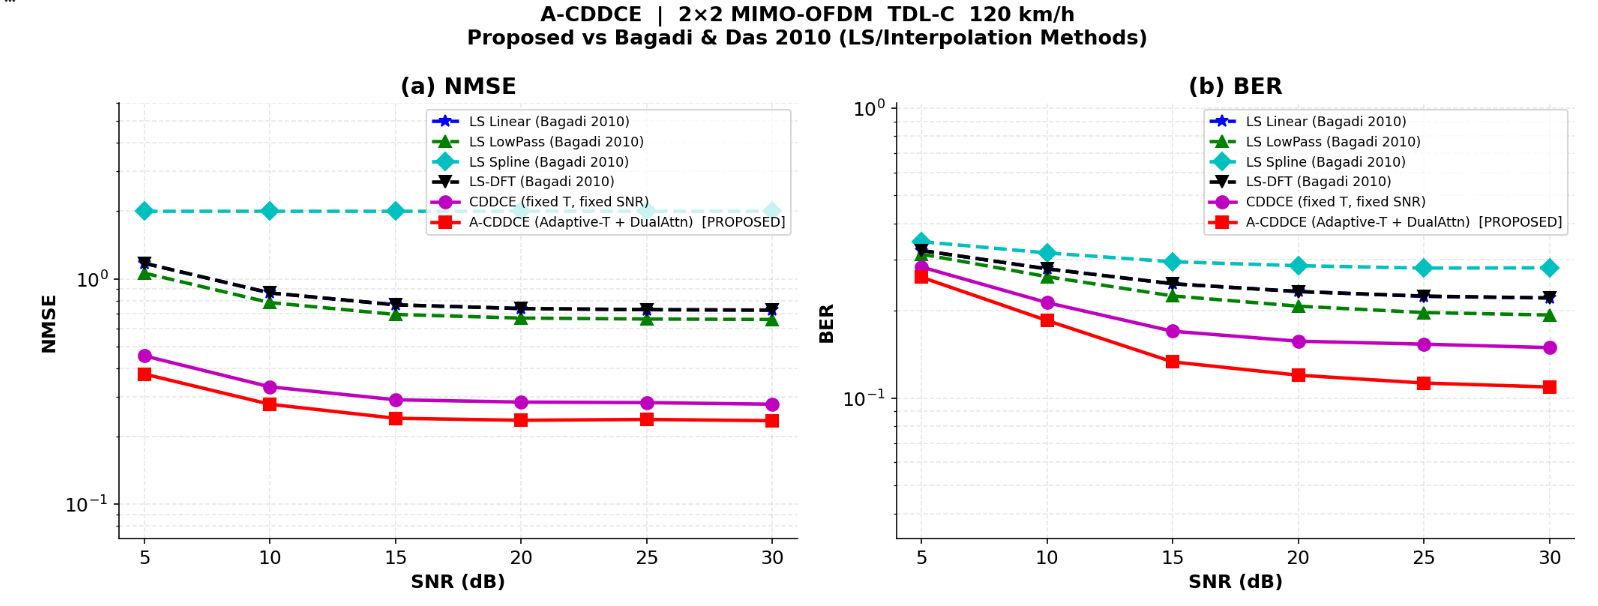 A-CDDCE | 2×2 MIMO-OFDM TDL-C 120 km/h
Proposed vs Bagadi & Das 2010 (LS/Interpolation Methods)
(a) NMSE
LS Linear (Bagadi 2010)
LS LowPass (Bagadi 2010)
LS Spline (Bagadi 2010)
LS-DFT (Bagadi 2010)
CDDCE (fixed T, fixed SNR)
A-CDDCE (Adaptive-T + DualAttn) [PROPOSED]
NMSE
10⁰
10⁻¹
5 10 15 20 25 30
SNR (dB)
(b) BER
LS Linear (Bagadi 2010)
LS LowPass (Bagadi 2010)
LS Spline (Bagadi 2010)
LS-DFT (Bagadi 2010)
CDDCE (fixed T, fixed SNR)
A-CDDCE (Adaptive-T + DualAttn) [PROPOSED]
BER
10⁰
10⁻¹
5 10 15 20 25 30
SNR (dB)